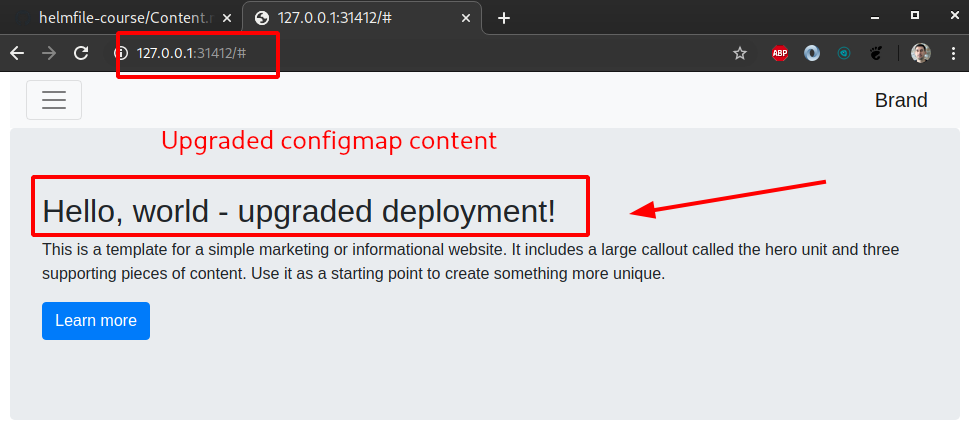 helmfile-course/Content.
127.0.0.1:31412/#
127.0.0.1:31412/#
ABP
Brand
Upgraded configmap content
Hello, world - upgraded deployment!
This is a template for a simple marketing or informational website. It includes a large callout called the hero unit and three
supporting pieces of content. Use it as a starting point to create something more unique.
Learn more